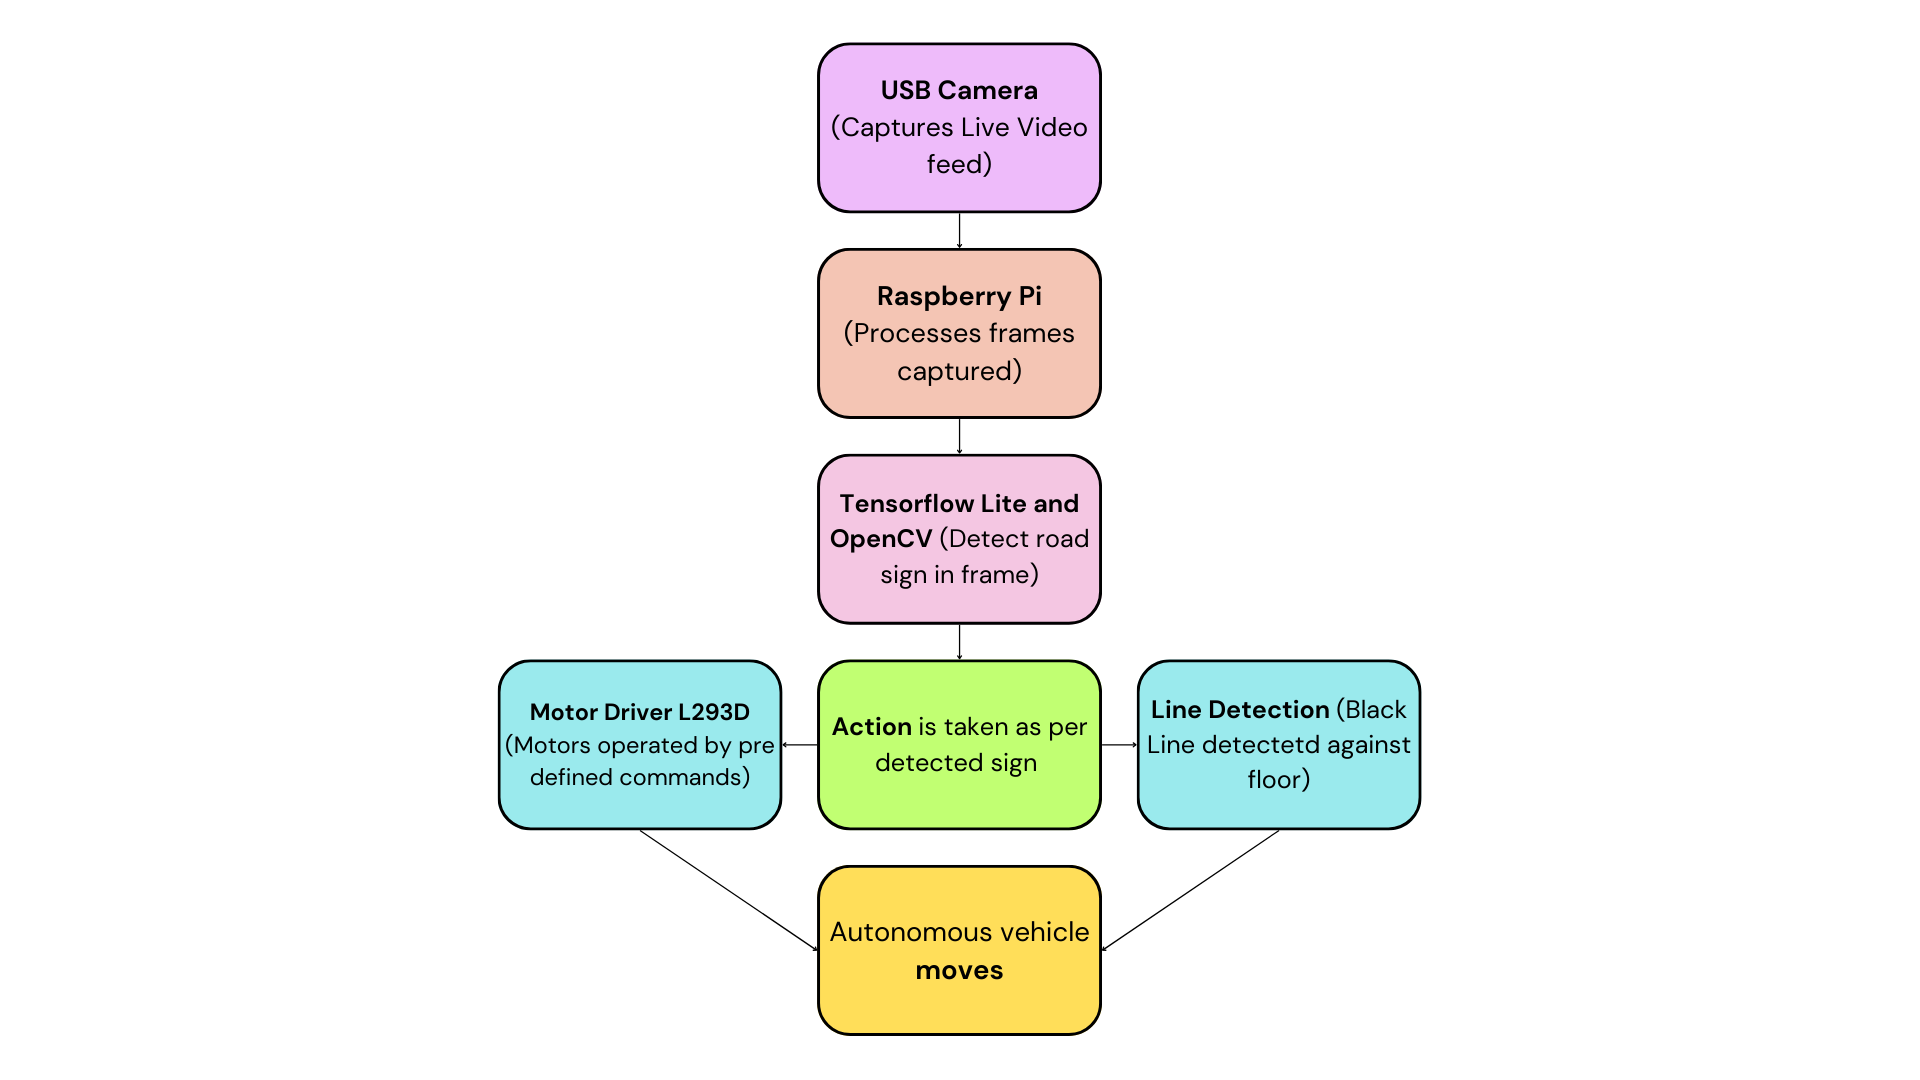 USB Camera
(Captures Live Video
feed)
Raspberry Pi
(Processes frames
captured)
Tensorflow Lite and
OpenCV (Detect road
sign in frame)
Motor Driver L293D
(Motors operated by pre
defined commands)
Action is taken as per
detected sign
Line Detection (Black
Line detectetd against
floor)
Autonomous vehicle
moves